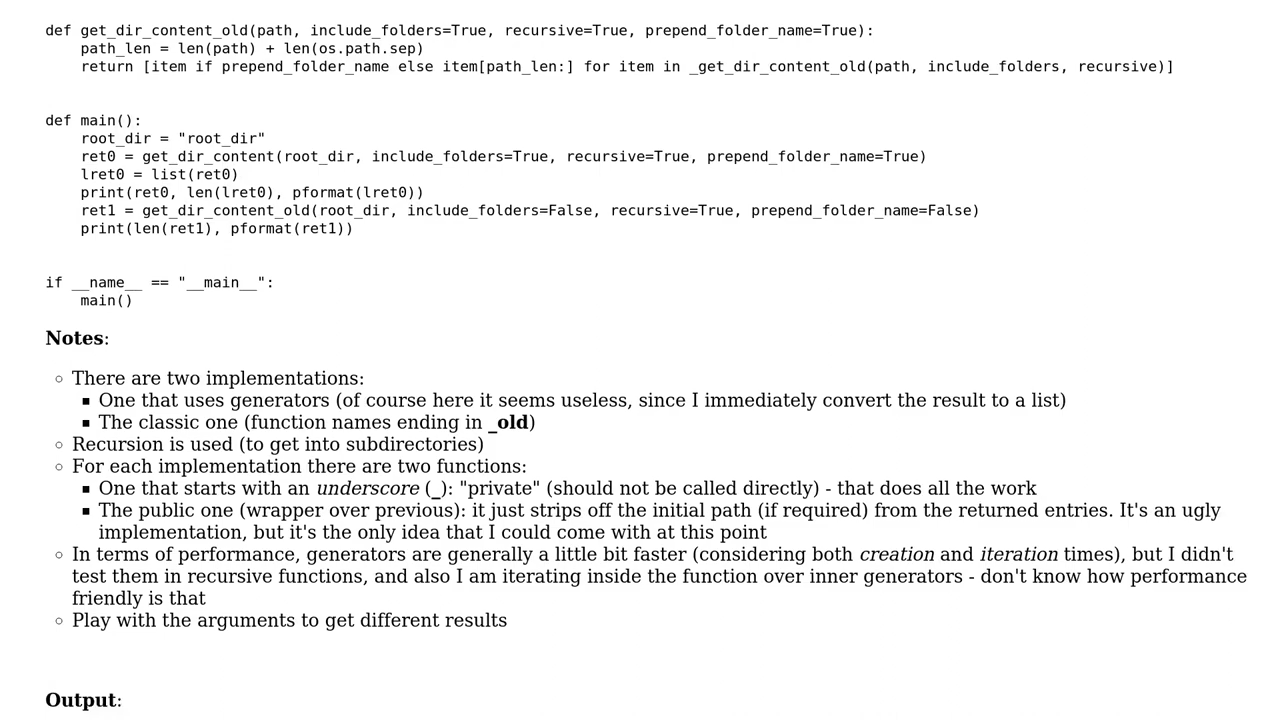 def get_dir_content_old(path, include_folders=True, recursive=True, prepend_folder_name=True):
    path_len = len(path) + len(os.path.sep)
    return [item if prepend_folder_name else item[path_len:] for item in _get_dir_content_old(path, include_folders, recursive)]
def main():
    root_dir = "root_dir"
    ret0 = get_dir_content(root_dir, include_folders=True, recursive=True, prepend_folder_name=True)
    lret0 = list(ret0)
    print(ret0, len(lret0), pformat(lret0))
    ret1 = get_dir_content_old(root_dir, include_folders=False, recursive=True, prepend_folder_name=False)
    print(len(ret1), pformat(ret1))
if __name__ == "__main__":
    main()
Notes:
There are two implementations:
One that uses generators (of course here it seems useless, since I immediately convert the result to a list)
The classic one (function names ending in _old)
Recursion is used (to get into subdirectories)
For each implementation there are two functions:
One that starts with an underscore (_): "private" (should not be called directly) - that does all the work
The public one (wrapper over previous): it just strips off the initial path (if required) from the returned entries. It's an ugly
implementation, but it's the only idea that I could come with at this point
In terms of performance, generators are generally a little bit faster (considering both creation and iteration times), but I didn't
test them in recursive functions, and also I am iterating inside the function over inner generators - don't know how performance
friendly is that
Play with the arguments to get different results
Output: